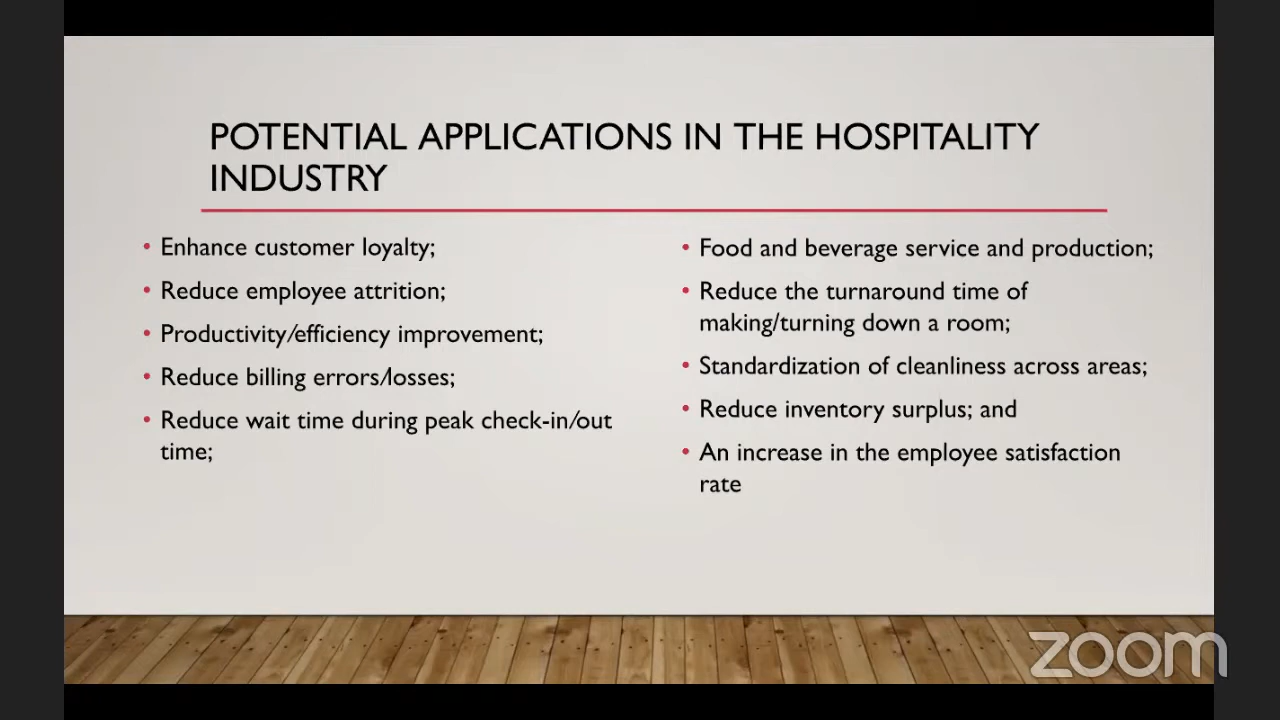 POTENTIAL APPLICATIONS IN THE HOSPITALITY
INDUSTRY
• Enhance customer loyalty;
• Reduce employee attrition;
• Productivity/efficiency improvement;
• Reduce billing errors/losses;
• Reduce wait time during peak check-in/out
time;
• Food and beverage service and production;
• Reduce the turnaround time of
making/turning down a room;
• Standardization of cleanliness across areas;
• Reduce inventory surplus; and
• An increase in the employee satisfaction
rate
zoom